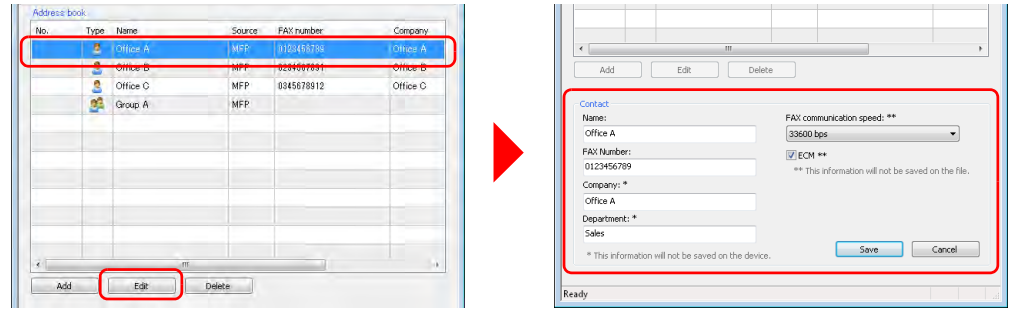 Address book
No. Type Name Source FAX number Company
Office A MFP 0123456789 Office A
Office B MFP 0234567891 Office B
Office C MFP 0345678912 Office C
Group A MFP
Add Edit Delete
Add Edit Delete
Contact
Name: FAX communication speed: **
Office A 33600 bps
FAX Number: ECM **
0123456789 ** This information will not be saved on the file.
Company: *
Office A
Department: *
Sales
* This information will not be saved on the device. Save Cancel
Ready